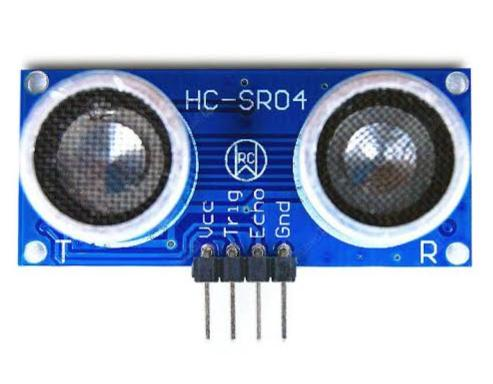 HC-SR04
RC
Vcc
Trig
Echo
Gnd
T
R